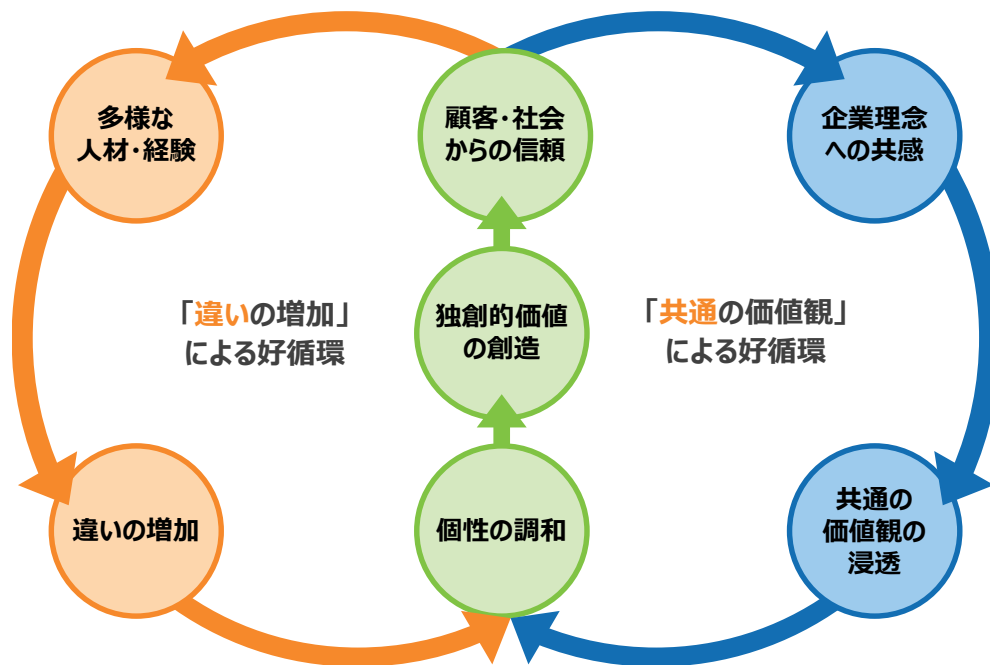 多様な
人材・経験
顧客・社会
からの信頼
企業理念
への共感
「違いの増加」
による好循環
独創的価値
の創造
「共通の価値観」
による好循環
違いの増加
個性の調和
共通の
価値観の
浸透